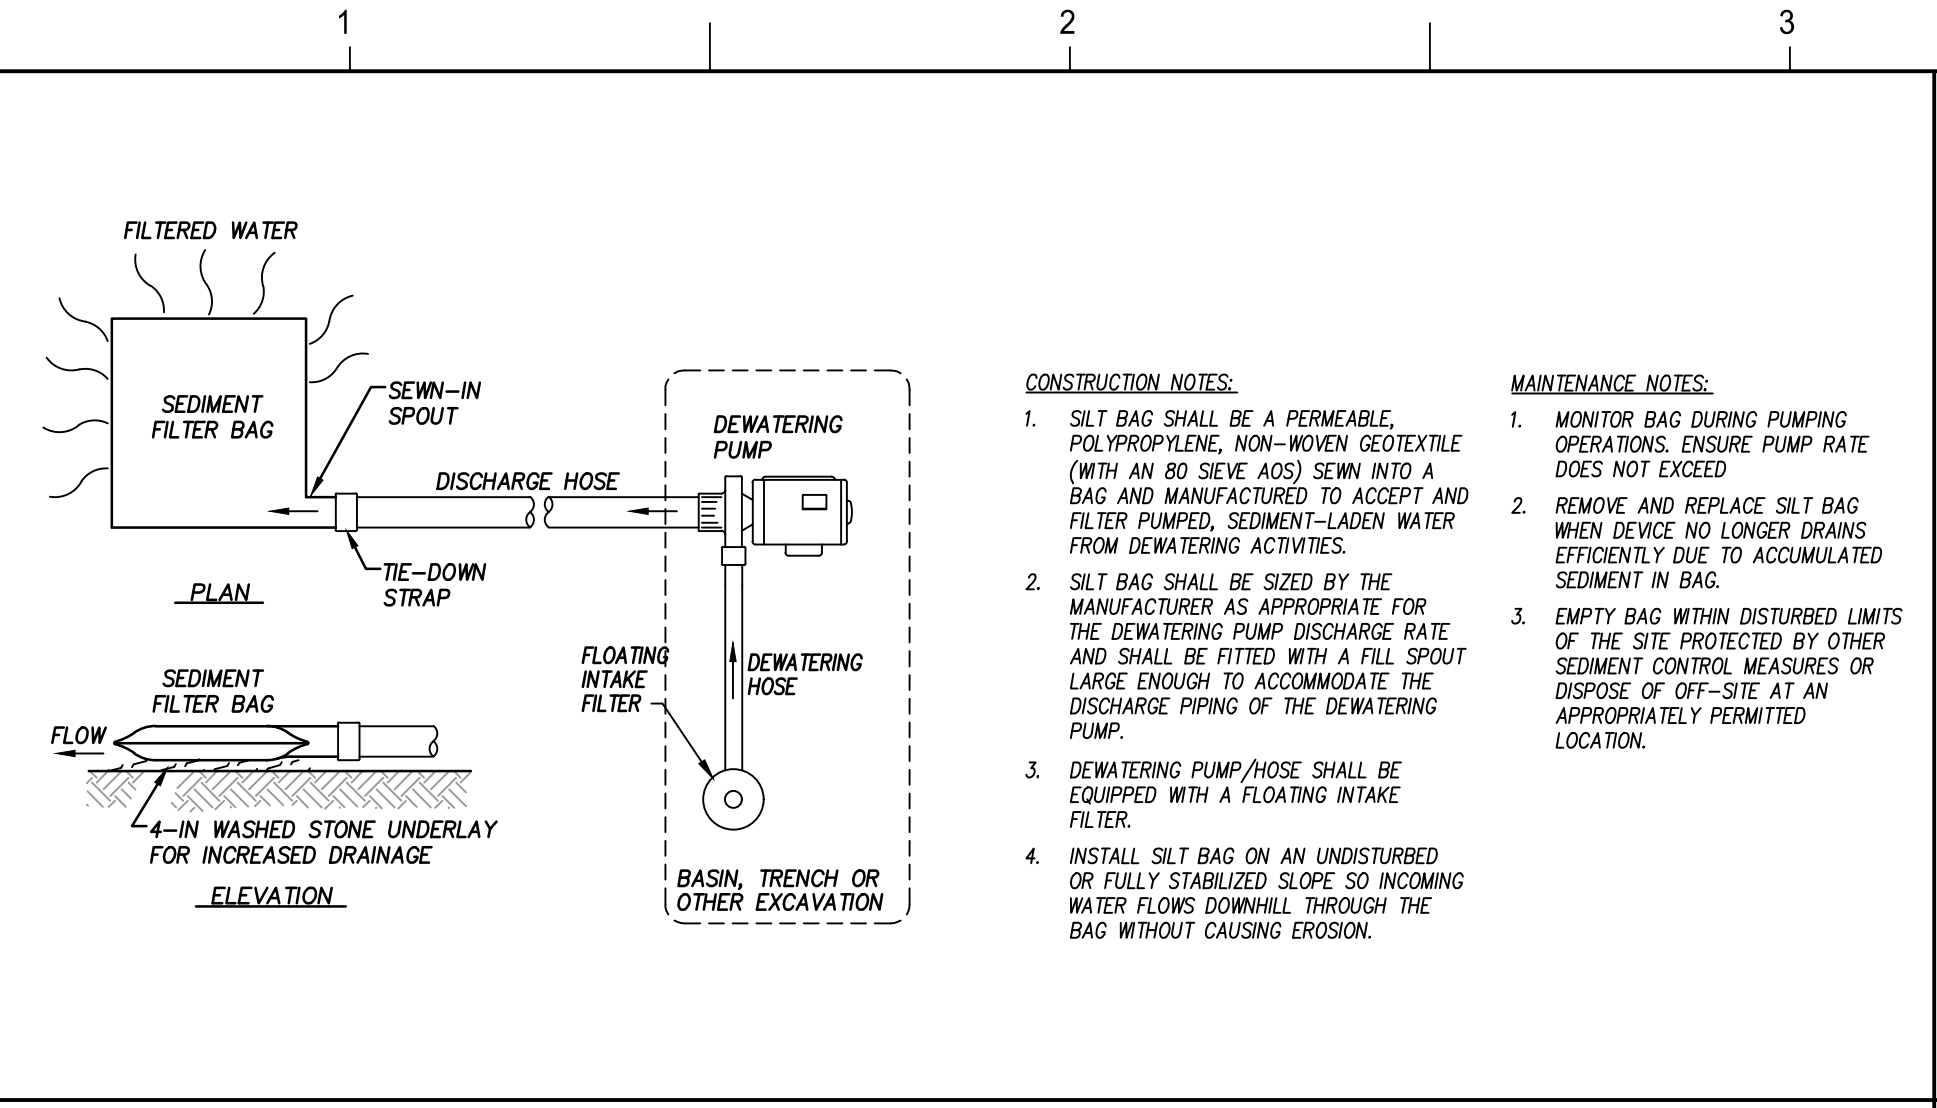 1
2
3
FILTERED WATER
SEDIMENT
FILTER BAG
SEWN-IN
SPOUT
DISCHARGE HOSE
TIE-DOWN
STRAP
PLAN
DEWATERING
PUMP
FLOATING
INTAKE
FILTER
DEWATERING
HOSE
BASIN, TRENCH OR
OTHER EXCAVATION
SEDIMENT
FILTER BAG
FLOW
4-IN WASHED STONE UNDERLAY
FOR INCREASED DRAINAGE
ELEVATION
CONSTRUCTION NOTES:
1. SILT BAG SHALL BE A PERMEABLE,
POLYPROPYLENE, NON-WOVEN GEOTEXTILE
(WITH AN 80 SIEVE AOS) SEWN INTO A
BAG AND MANUFACTURED TO ACCEPT AND
FILTER PUMPED, SEDIMENT-LADEN WATER
FROM DEWATERING ACTIVITIES.
2. SILT BAG SHALL BE SIZED BY THE
MANUFACTURER AS APPROPRIATE FOR
THE DEWATERING PUMP DISCHARGE RATE
AND SHALL BE FITTED WITH A FILL SPOUT
LARGE ENOUGH TO ACCOMMODATE THE
DISCHARGE PIPING OF THE DEWATERING
PUMP.
3. DEWATERING PUMP/HOSE SHALL BE
EQUIPPED WITH A FLOATING INTAKE
FILTER.
4. INSTALL SILT BAG ON AN UNDISTURBED
OR FULLY STABILIZED SLOPE SO INCOMING
WATER FLOWS DOWNHILL THROUGH THE
BAG WITHOUT CAUSING EROSION.
MAINTENANCE NOTES:
1. MONITOR BAG DURING PUMPING
OPERATIONS. ENSURE PUMP RATE
DOES NOT EXCEED
2. REMOVE AND REPLACE SILT BAG
WHEN DEVICE NO LONGER DRAINS
EFFICIENTLY DUE TO ACCUMULATED
SEDIMENT IN BAG.
3. EMPTY BAG WITHIN DISTURBED LIMITS
OF THE SITE PROTECTED BY OTHER
SEDIMENT CONTROL MEASURES OR
DISPOSE OF OFF-SITE AT AN
APPROPRIATELY PERMITTED
LOCATION.